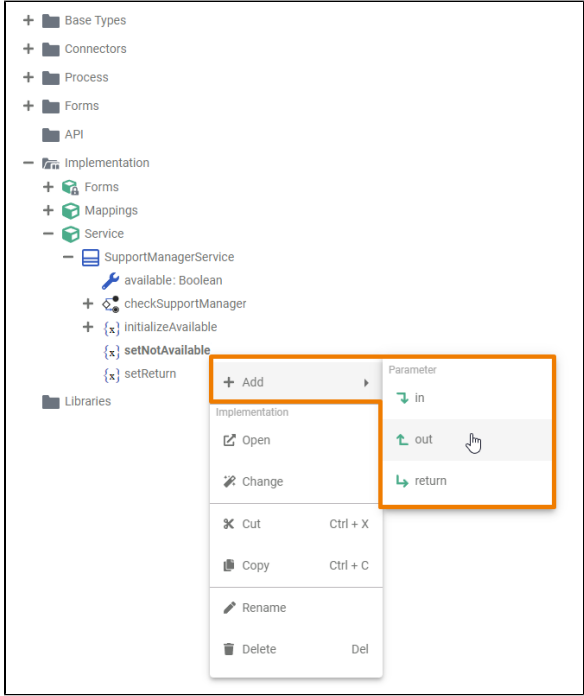 Base Types
Connectors
Process
Forms
API
Implementation
Forms
Mappings
Service
SupportManagerService
available: Boolean
checkSupportManager
{x} initializeAvailable
{x} setNotAvailable
{x} setReturn
Libraries
Add
Implementation
Open
Change
Cut Ctrl + X
Copy Ctrl + C
Rename
Delete Del
Parameter
in
out
return